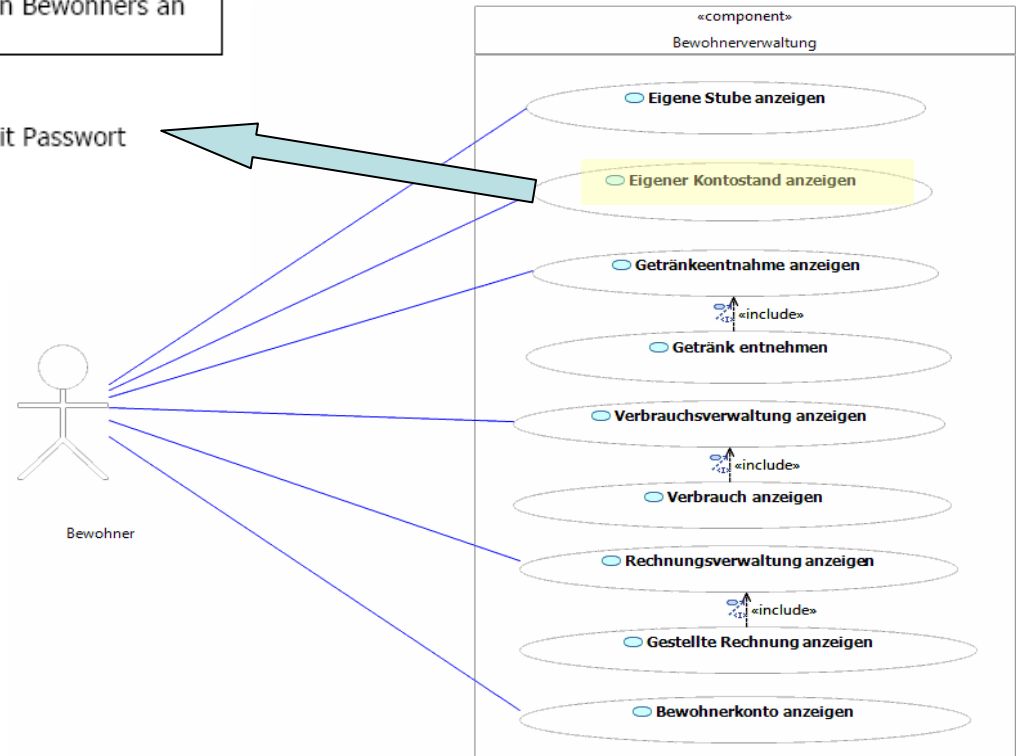 n Bewohners an
it Passwort
«component»
Bewohnerverwaltung
Eigene Stube anzeigen
Eigener Kontostand anzeigen
Getränkeentnahme anzeigen
«include»
Getränk entnehmen
Verbrauchsverwaltung anzeigen
«include»
Verbrauch anzeigen
Rechnungsverwaltung anzeigen
«include»
Gestellte Rechnung anzeigen
Bewohnerkonto anzeigen
Bewohner